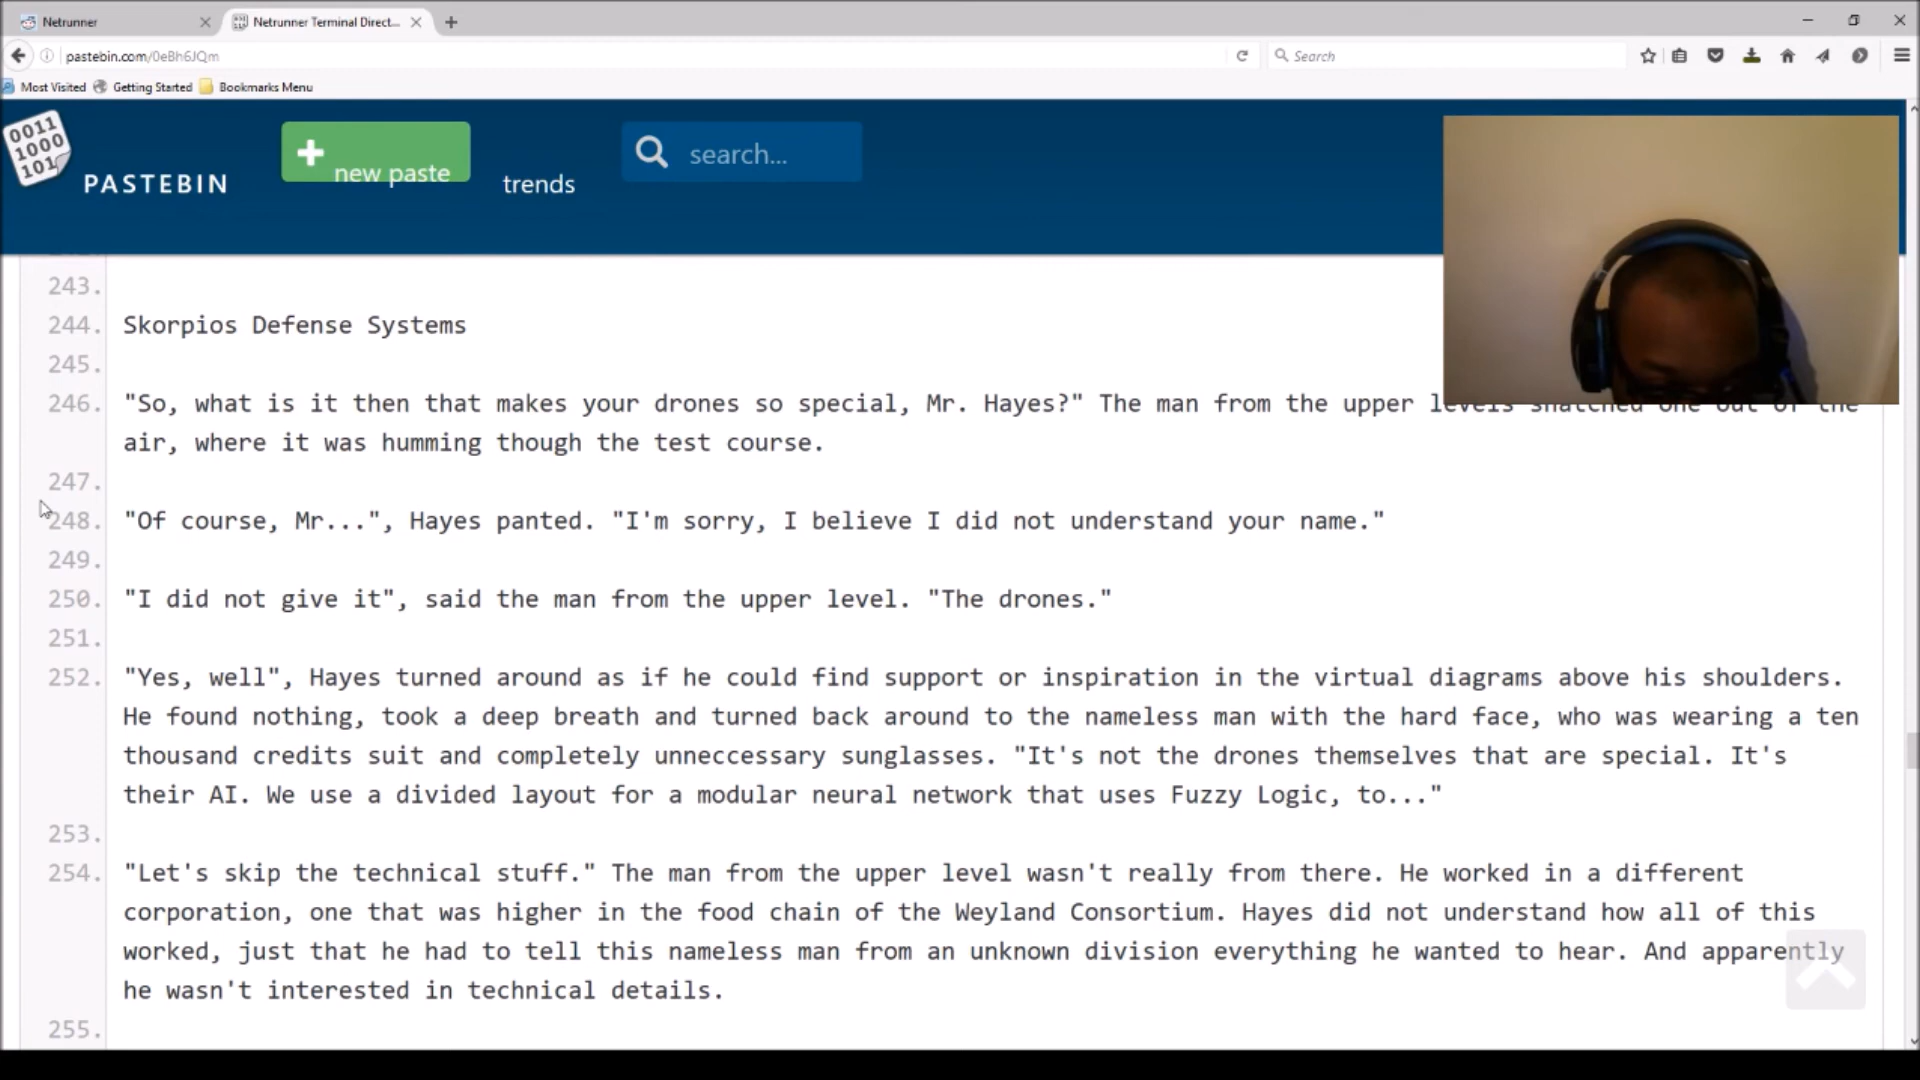 Netrunner
Netrunner Terminal Direct...
pastebin.com/0eBh6JQm
Search
Most Visited Getting Started Bookmarks Menu
0011
1000
101
PASTEBIN
new paste
trends
search...
243.
244. Skorpios Defense Systems
245.
246. "So, what is it then that makes your drones so special, Mr. Hayes?" The man from the upper levels snatched one out of the
air, where it was humming though the test course.
247.
248. "Of course, Mr...", Hayes panted. "I'm sorry, I believe I did not understand your name."
249.
250. "I did not give it", said the man from the upper level. "The drones."
251.
252. "Yes, well", Hayes turned around as if he could find support or inspiration in the virtual diagrams above his shoulders.
He found nothing, took a deep breath and turned back around to the nameless man with the hard face, who was wearing a ten
thousand credits suit and completely unneccessary sunglasses. "It's not the drones themselves that are special. It's
their AI. We use a divided layout for a modular neural network that uses Fuzzy Logic, to..."
253.
254. "Let's skip the technical stuff." The man from the upper level wasn't really from there. He worked in a different
corporation, one that was higher in the food chain of the Weyland Consortium. Hayes did not understand how all of this
worked, just that he had to tell this nameless man from an unknown division everything he wanted to hear. And apparently
he wasn't interested in technical details.
255.